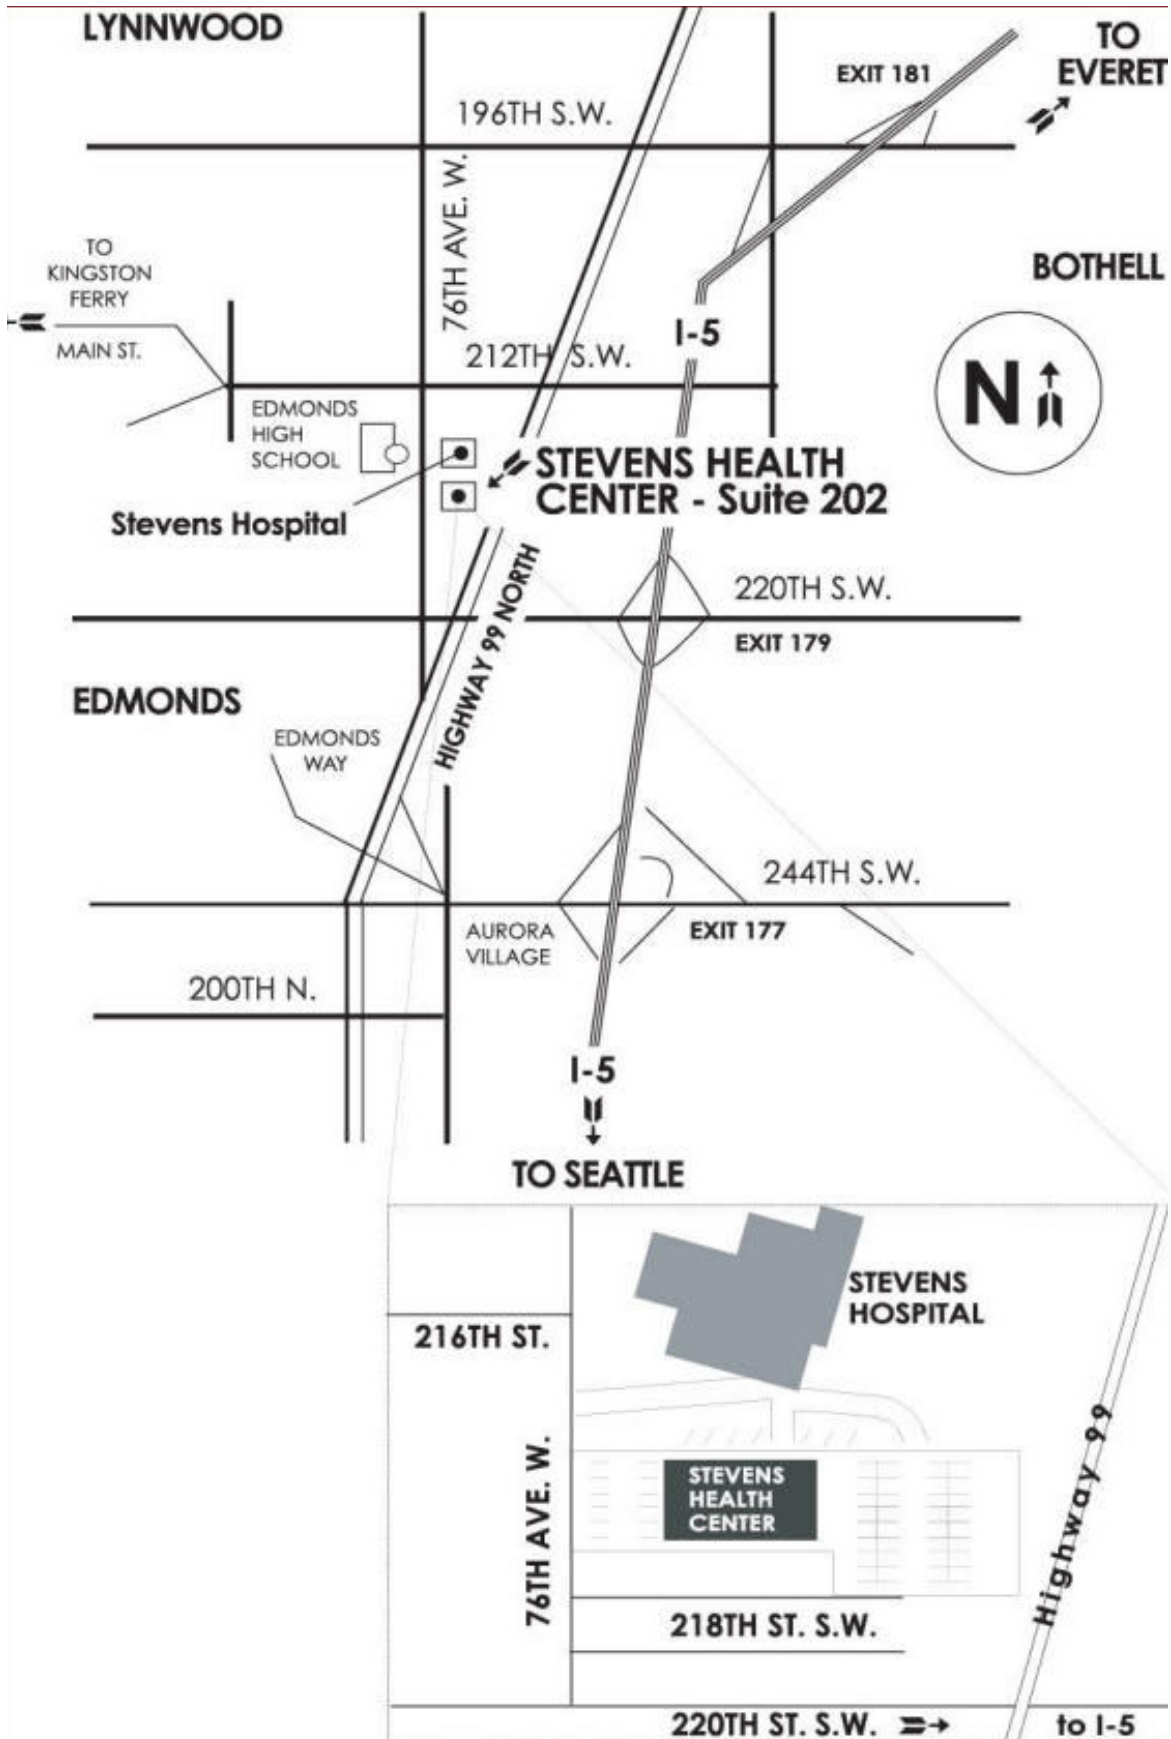 LYNNWOOD
TO
EVERET
EXIT 181
196TH S.W.
76TH AVE. W.
TO
KINGSTON
FERRY
MAIN ST.
BOTHELL
I-5
212TH S.W.
N
EDMONDS
HIGH
SCHOOL
STEVENS HEALTH
CENTER - Suite 202
Stevens Hospital
HIGHWAY 99 NORTH
220TH S.W.
EXIT 179
EDMONDS
EDMONDS
WAY
244TH S.W.
AURORA
VILLAGE
EXIT 177
200TH N.
I-5
TO SEATTLE
STEVENS
HOSPITAL
216TH ST.
76TH AVE. W.
STEVENS
HEALTH
CENTER
Highway 99
218TH ST. S.W.
220TH ST. S.W.
to I-5